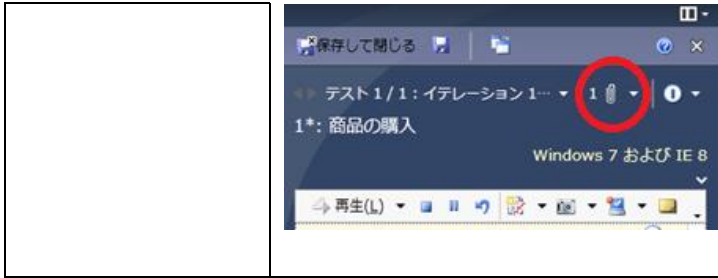 保存して閉じる
テスト 1 / 1 : イテレーション 1… 1
1*: 商品の購入
Windows 7 および IE 8
再生(L)